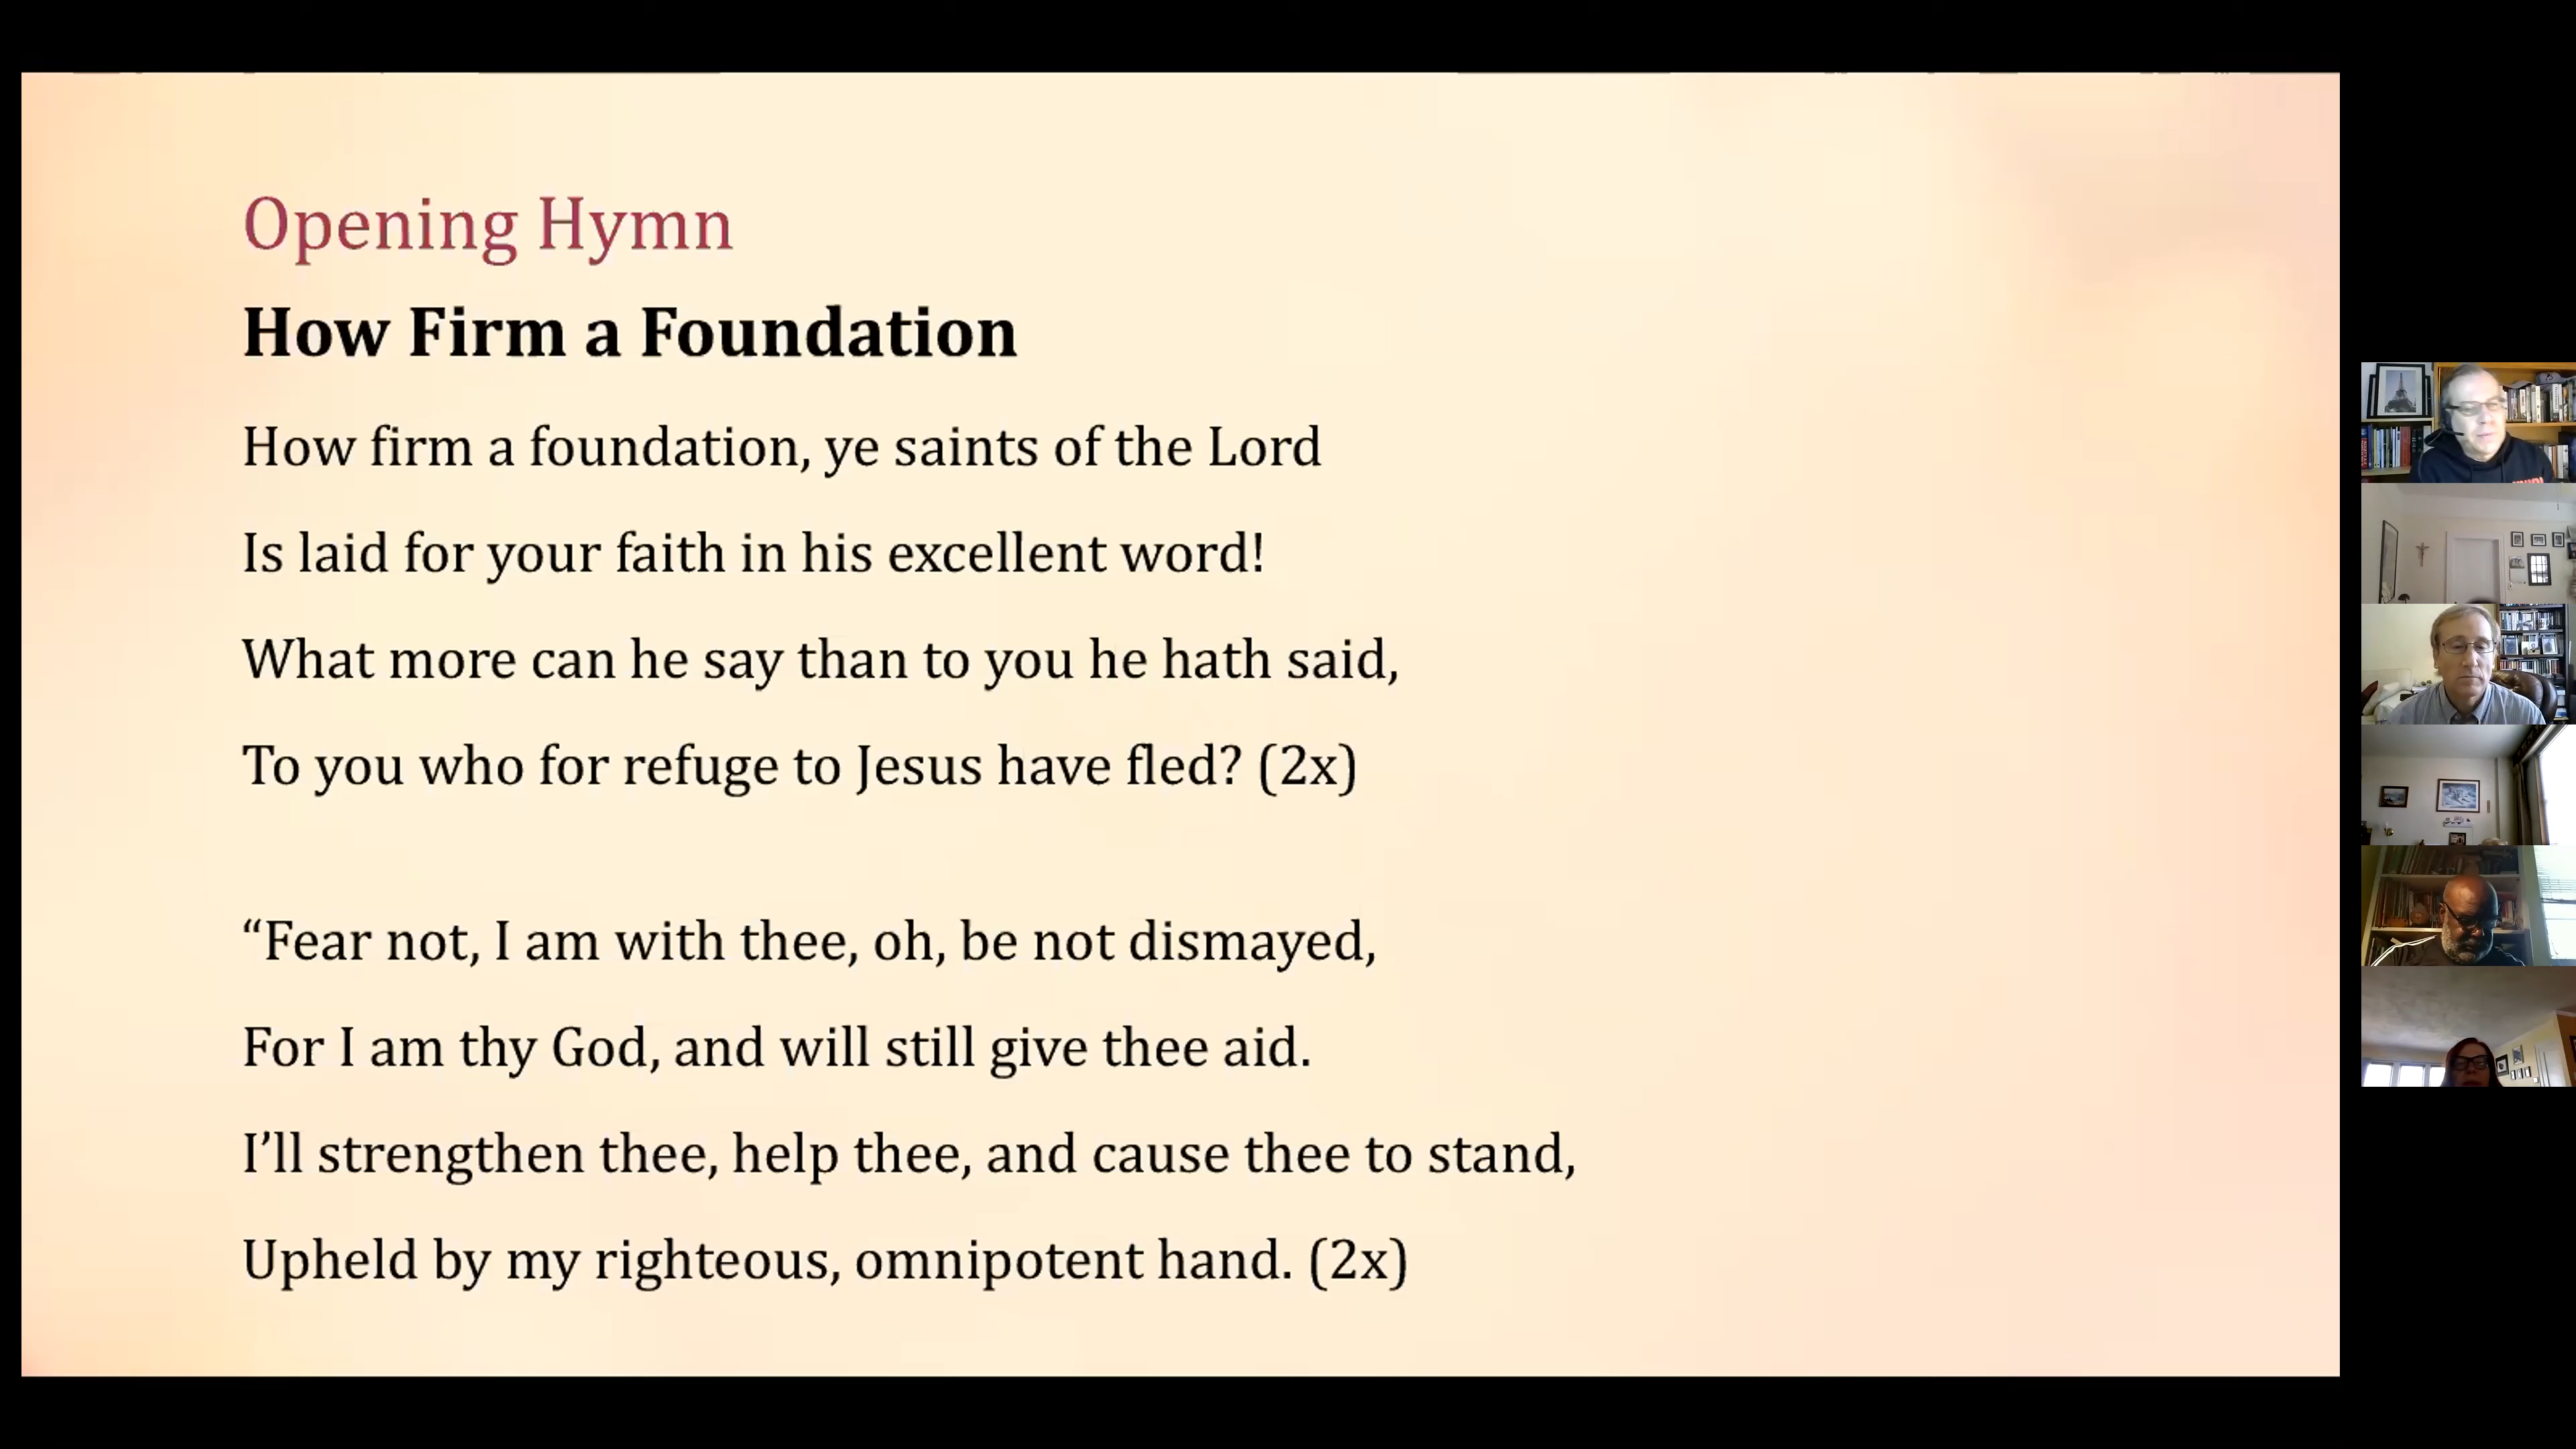 Opening Hymn
How Firm a Foundation
How firm a foundation, ye saints of the Lord
Is laid for your faith in his excellent word!
What more can he say than to you he hath said,
To you who for refuge to Jesus have fled? (2x)
“Fear not, I am with thee, oh, be not dismayed,
For I am thy God, and will still give thee aid.
I’ll strengthen thee, help thee, and cause thee to stand,
Upheld by my righteous, omnipotent hand. (2x)